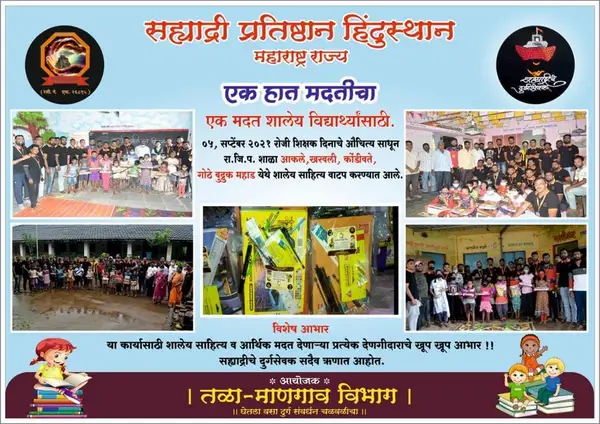 सह्याद्री प्रतिष्ठान हिंदुस्थान
महाराष्ट्र राज्य
एक हात मदतीचा
एक मदत शालेय विद्यार्थ्यांसाठी.
०५, सप्टेंबर २०२१ रोजी शिक्षक दिनाचे औचित्य साधून
रा.जि.प. शाळा आकले,खरवली, कोंडीवते,
गोठे बुद्रुक महाड येथे शालेय साहित्य वाटप करण्यात आले.
विशेष आभार
या कार्यासाठी शालेय साहित्य व आर्थिक मदत देणाऱ्या प्रत्येक देणगीदाराचे खूप खूप आभार !!
सह्याद्रीचे दुर्गसेवक सदैव ऋणात आहोत.
* आयोजक *
| तळा-माणगाव विभाग |
|| घेतला वसा दुर्ग संवर्धन चळवळीचा ||